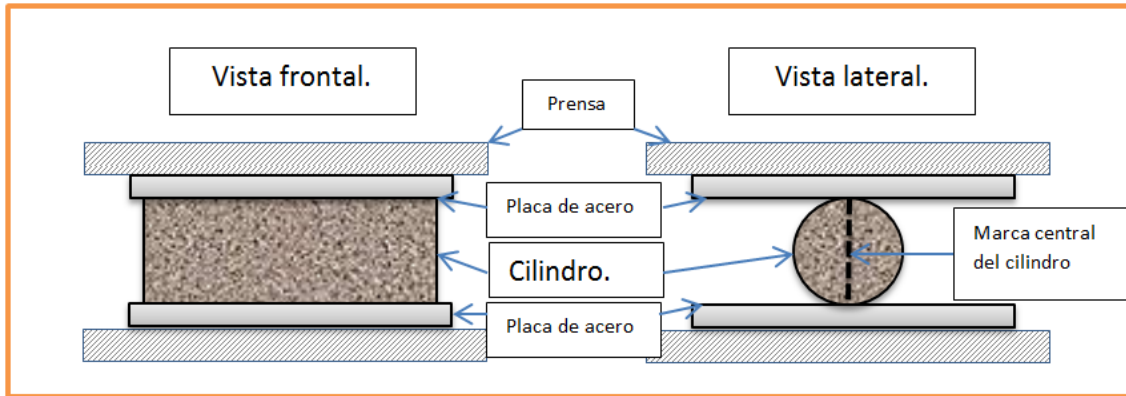 Vista frontal.
Vista lateral.
Prensa
Placa de acero
Cilindro.
Marca central
del cilindro
Placa de acero